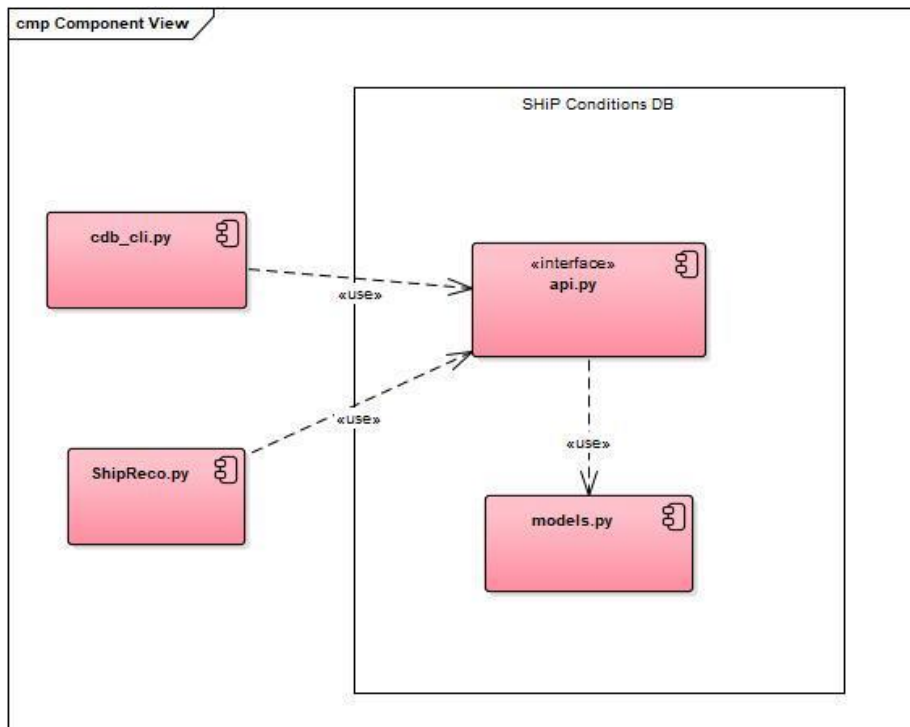 cmp Component View
SHiP Conditions DB
cdb_cli.py
«interface»
api.py
«use»
«use»
«use»
ShipReco.py
models.py